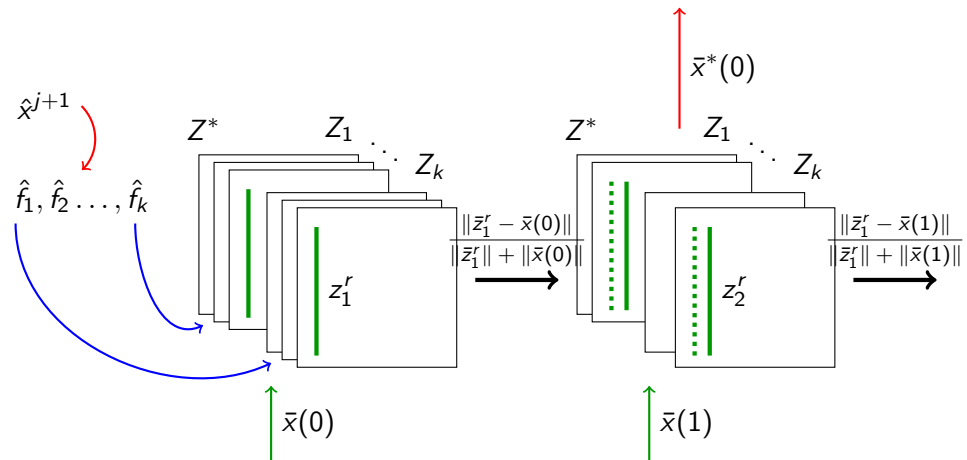 x̂^{j+1}
f̂_1, f̂_2 …, f̂_k
Z*
Z_1
⋱
Z_k
z_1^r
x̄(0)
‖z̄_1^r − x̄(0)‖
‖z̄_1^r‖ + ‖x̄(0)‖
x̄*(0)
Z*
Z_1
⋱
Z_k
z_2^r
x̄(1)
‖z̄_1^r − x̄(1)‖
‖z̄_1^r‖ + ‖x̄(1)‖